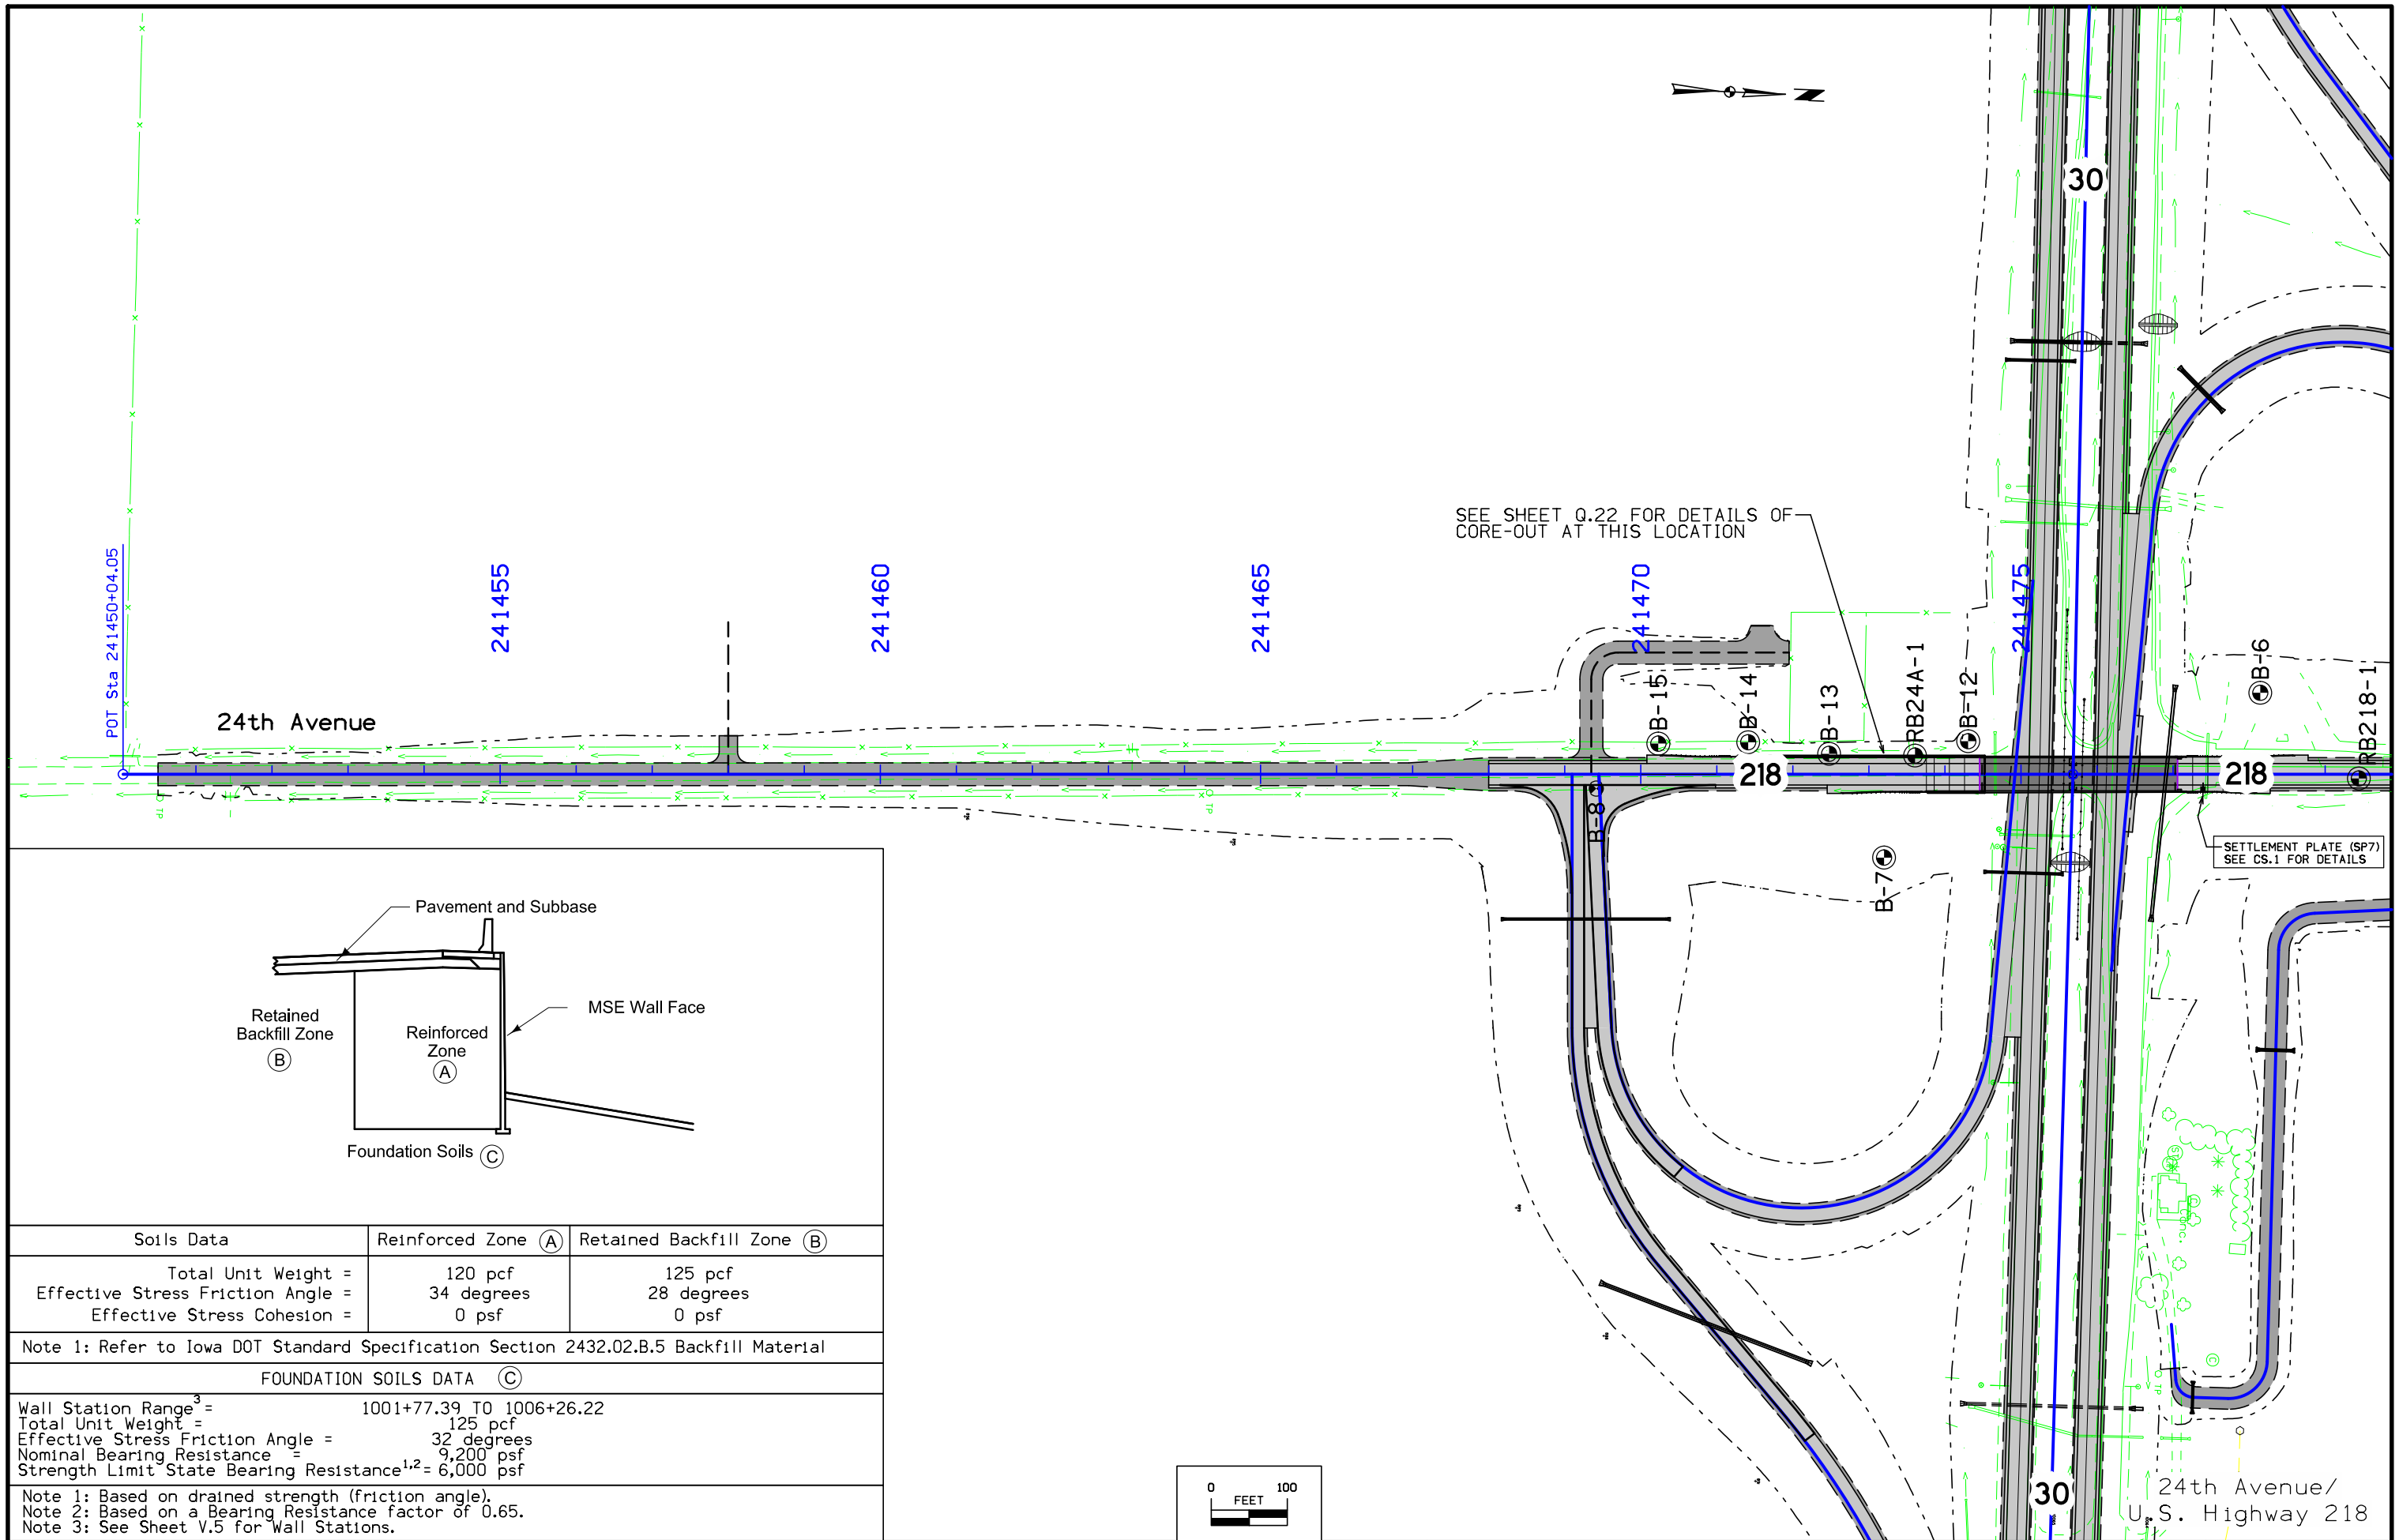 N
30
SEE SHEET Q.22 FOR DETAILS OF
CORE-OUT AT THIS LOCATION
POT Sta 241450+04.05
241455
241460
241465
241470
241475
24th Avenue
B-15
B-14
B-13
RB24A-1
B-12
B-6
RB218-1
218
218
B-8
B-7
TP
TP
SETTLEMENT PLATE (SP7)
SEE CS.1 FOR DETAILS
Pavement and Subbase
MSE Wall Face
Retained
Backfill Zone
B
Reinforced
Zone
A
Foundation Soils C
Soils Data
Reinforced Zone A
Retained Backfill Zone B
Total Unit Weight = 120 pcf 125 pcf
Effective Stress Friction Angle = 34 degrees 28 degrees
Effective Stress Cohesion = 0 psf 0 psf
Note 1: Refer to Iowa DOT Standard Specification Section 2432.02.B.5 Backfill Material
FOUNDATION SOILS DATA C
Wall Station Range³ = 1001+77.39 TO 1006+26.22
Total Unit Weight = 125 pcf
Effective Stress Friction Angle = 32 degrees
Nominal Bearing Resistance = 9,200 psf
Strength Limit State Bearing Resistance¹,² = 6,000 psf
Note 1: Based on drained strength (friction angle).
Note 2: Based on a Bearing Resistance factor of 0.65.
Note 3: See Sheet V.5 for Wall Stations.
0 100
FEET
Conc.
TP
30
24th Avenue/
U.S. Highway 218